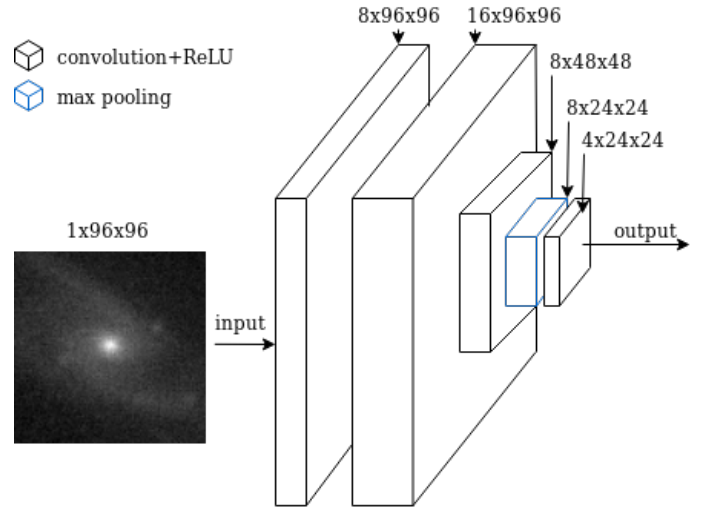 8x96x96
16x96x96
convolution+ReLU
8x48x48
max pooling
8x24x24
4x24x24
1x96x96
output
input